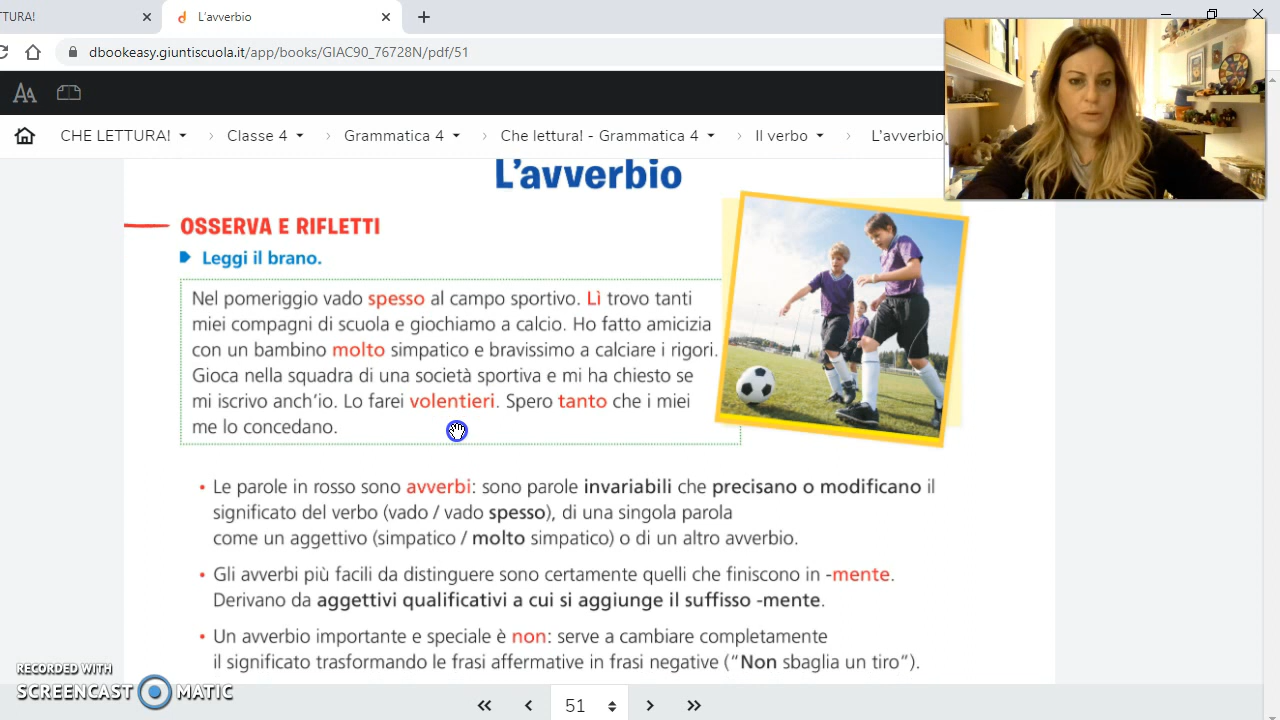 TTURA!
L'avverbio
dbookeasy.giuntiscuola.it/app/books/GIAC90_76728N/pdf/51
AA
CHE LETTURA!
Classe 4
Grammatica 4
Che lettura! - Grammatica 4
Il verbo
L'avverbio
L'avverbio
OSSERVA E RIFLETTI
Leggi il brano.
Nel pomeriggio vado spesso al campo sportivo. Lì trovo tanti
miei compagni di scuola e giochiamo a calcio. Ho fatto amicizia
con un bambino molto simpatico e bravissimo a calciare i rigori.
Gioca nella squadra di una società sportiva e mi ha chiesto se
mi iscrivo anch'io. Lo farei volentieri. Spero tanto che i miei
me lo concedano.
• Le parole in rosso sono avverbi: sono parole invariabili che precisano o modificano il
significato del verbo (vado / vado spesso), di una singola parola
come un aggettivo (simpatico / molto simpatico) o di un altro avverbio.
• Gli avverbi più facili da distinguere sono certamente quelli che finiscono in -mente.
Derivano da aggettivi qualificativi a cui si aggiunge il suffisso -mente.
• Un avverbio importante e speciale è non: serve a cambiare completamente
il significato trasformando le frasi affermative in frasi negative ("Non sbaglia un tiro").
RECORDED WITH
SCREENCAST MATIC
51